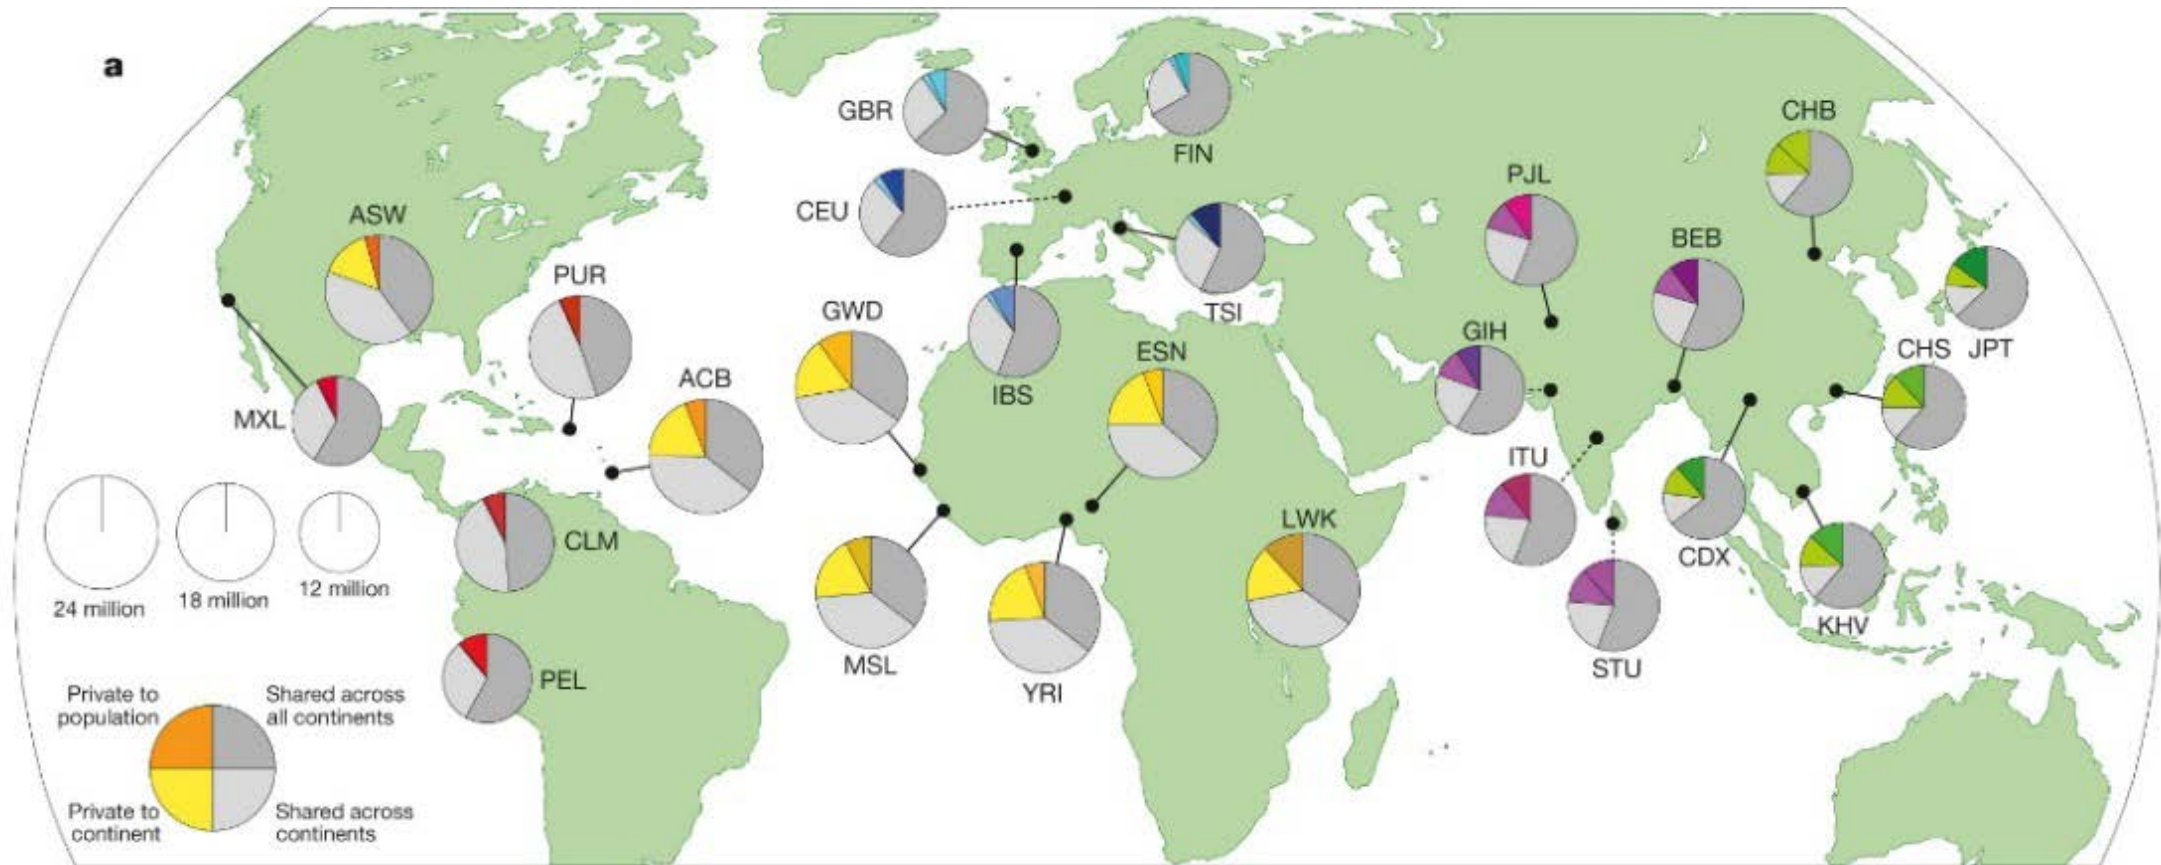 a
GBR
FIN
CHB
CEU
PJL
ASW
BEB
PUR
TSI
GWD
GIH
CHS
JPT
ESN
ACB
IBS
MXL
ITU
LWK
CLM
CDX
24 million
18 million
12 million
KHV
MSL
STU
PEL
YRI
Private to
population
Shared across
all continents
Private to
continent
Shared across
continents